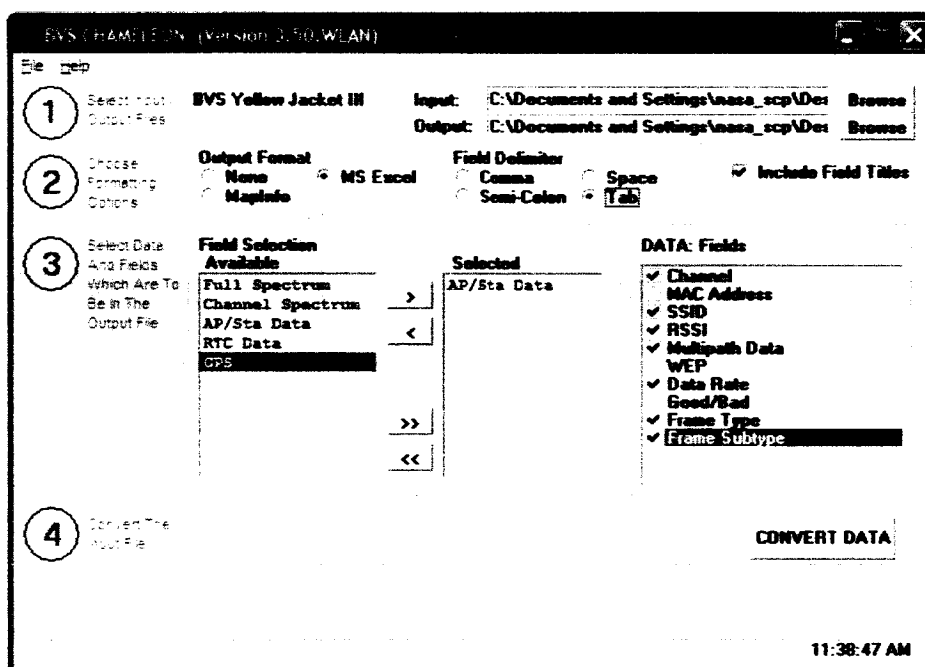 BVS CHAMELEON (Version 3.50.WLAN)
File Help
1 Select Input Output Files
BVS Yellow Jacket
Input: C:\Documents and Settings\nasa_scp\Des Browse
Output: C:\Documents and Settings\nasa_scp\Des Browse
2 Choose Formatting Options
Output Format
None MS Excel
MapInfo
Field Delimiter
Comma Space
Semi-Colon Tab
Include Field Titles
3 Select Data And Fields Which Are To Be In The Output File
Field Selection
Available
Full Spectrum
Channel Spectrum
AP/Sta Data
RTC Data
GPS
>
<
>>
<<
Selected
AP/Sta Data
DATA: Fields
Channel
MAC Address
SSID
RSSI
Multipath Data
WEP
Data Rate
Good/Bad
Frame Type
Frame Subtype
4 Convert The Input File
CONVERT DATA
11:38:47 AM